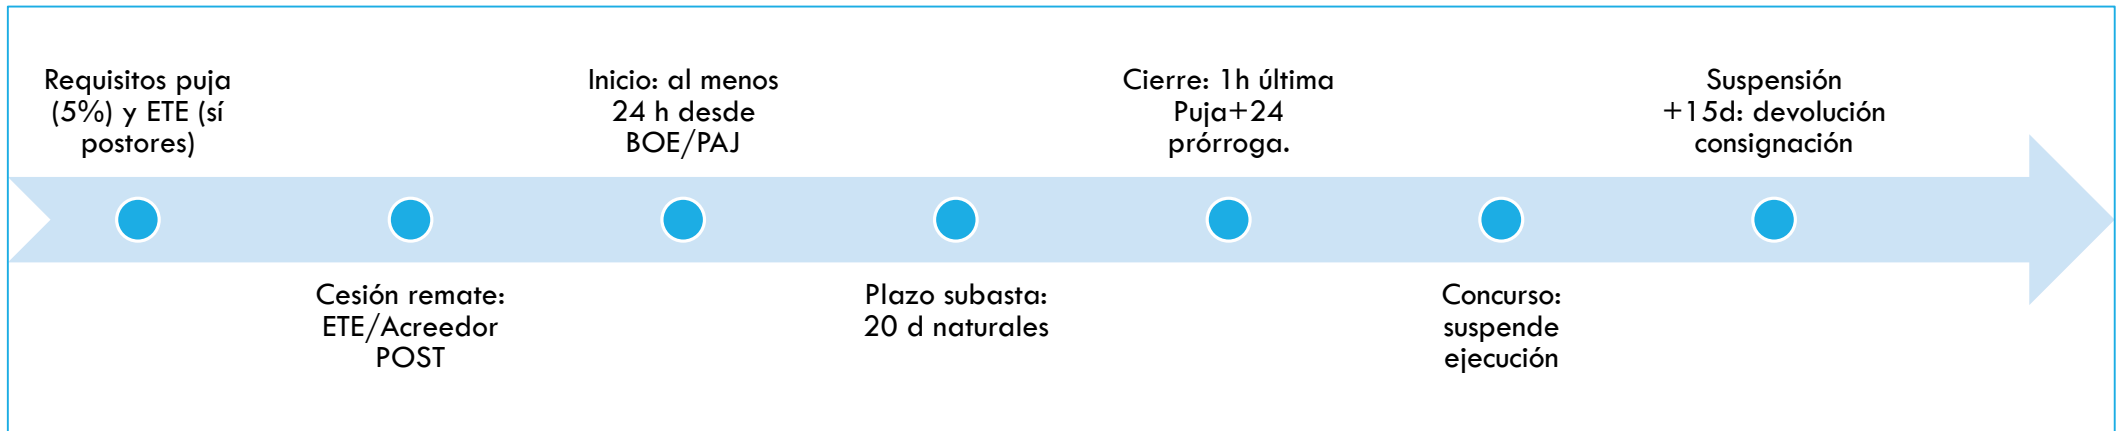 Requisitos puja
(5%) y ETE (sí
postores)
Cesión remate:
ETE/Acreedor
POST
Inicio: al menos
24 h desde
BOE/PAJ
Plazo subasta:
20 d naturales
Cierre: 1h última
Puja+24
prórroga.
Concurso:
suspende
ejecución
Suspensión
+15d: devolución
consignación